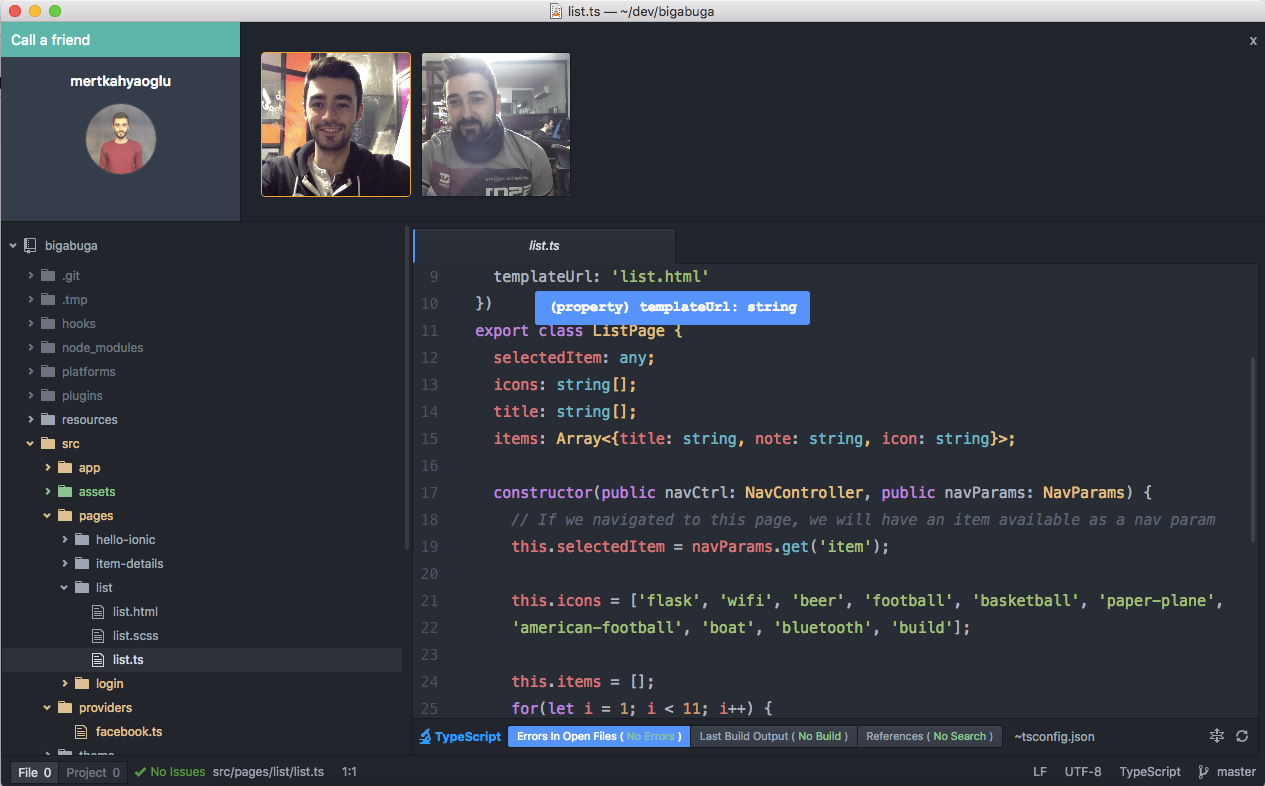 list.ts — ~/dev/bigabuga
Call a friend
x
mertkahyaoglu
bigabuga
.git
.tmp
hooks
node_modules
platforms
plugins
resources
src
app
assets
pages
hello-ionic
item-details
list
list.html
list.scss
list.ts
login
providers
facebook.ts
theme
list.ts
9 templateUrl: 'list.html'
10 })
(property) templateUrl: string
11 export class ListPage {
12 selectedItem: any;
13 icons: string[];
14 title: string[];
15 items: Array<{title: string, note: string, icon: string}>;
16
17 constructor(public navCtrl: NavController, public navParams: NavParams) {
18 // If we navigated to this page, we will have an item available as a nav param
19 this.selectedItem = navParams.get('item');
20
21 this.icons = ['flask', 'wifi', 'beer', 'football', 'basketball', 'paper-plane',
22 'american-football', 'boat', 'bluetooth', 'build'];
23
24 this.items = [];
25 for(let i = 1; i < 11; i++) {
TypeScript Errors In Open Files ( No Errors ) Last Build Output ( No Build ) References ( No Search ) ~tsconfig.json
File 0 Project 0 No Issues src/pages/list/list.ts 1:1 LF UTF-8 TypeScript master